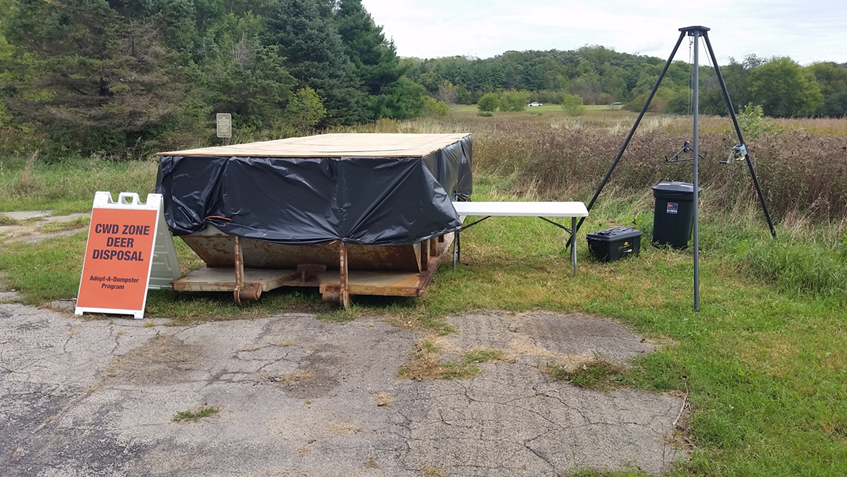 CWD ZONE
DEER
DISPOSAL
Adopt-A-Dumpster
Program